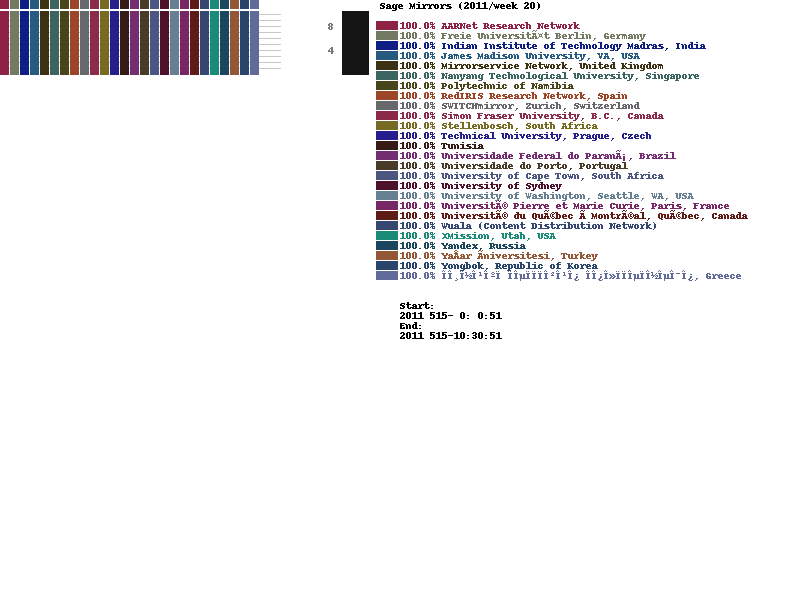 Sage Mirrors (2011/week 20)
8
4
100.0% AARNet Research Network
100.0% Freie UniversitÃ¤t Berlin, Germany
100.0% Indian Institute of Technology Madras, India
100.0% James Madison University, VA, USA
100.0% Mirrorservice Network, United Kingdom
100.0% Nanyang Technological University, Singapore
100.0% Polytechnic of Namibia
100.0% RedIRIS Research Network, Spain
100.0% SWITCHmirror, Zurich, Switzerland
100.0% Simon Fraser University, B.C., Canada
100.0% Stellenbosch, South Africa
100.0% Technical University, Prague, Czech
100.0% Tunisia
100.0% Universidade Federal do ParanÃ¡, Brazil
100.0% Universidade do Porto, Portugal
100.0% University of Cape Town, South Africa
100.0% University of Sydney
100.0% University of Washington, Seattle, WA, USA
100.0% UniversitÃ© Pierre et Marie Curie, Paris, France
100.0% UniversitÃ© du QuÃ©bec Ã MontrÃ©al, QuÃ©bec, Canada
100.0% Wuala (Content Distribution Network)
100.0% XMission, Utah, USA
100.0% Yandex, Russia
100.0% YaÅar Ãniversitesi, Turkey
100.0% Yongbok, Republic of Korea
100.0% , Greece
Start:
2011 515- 0: 0:51
End:
2011 515-10:30:51